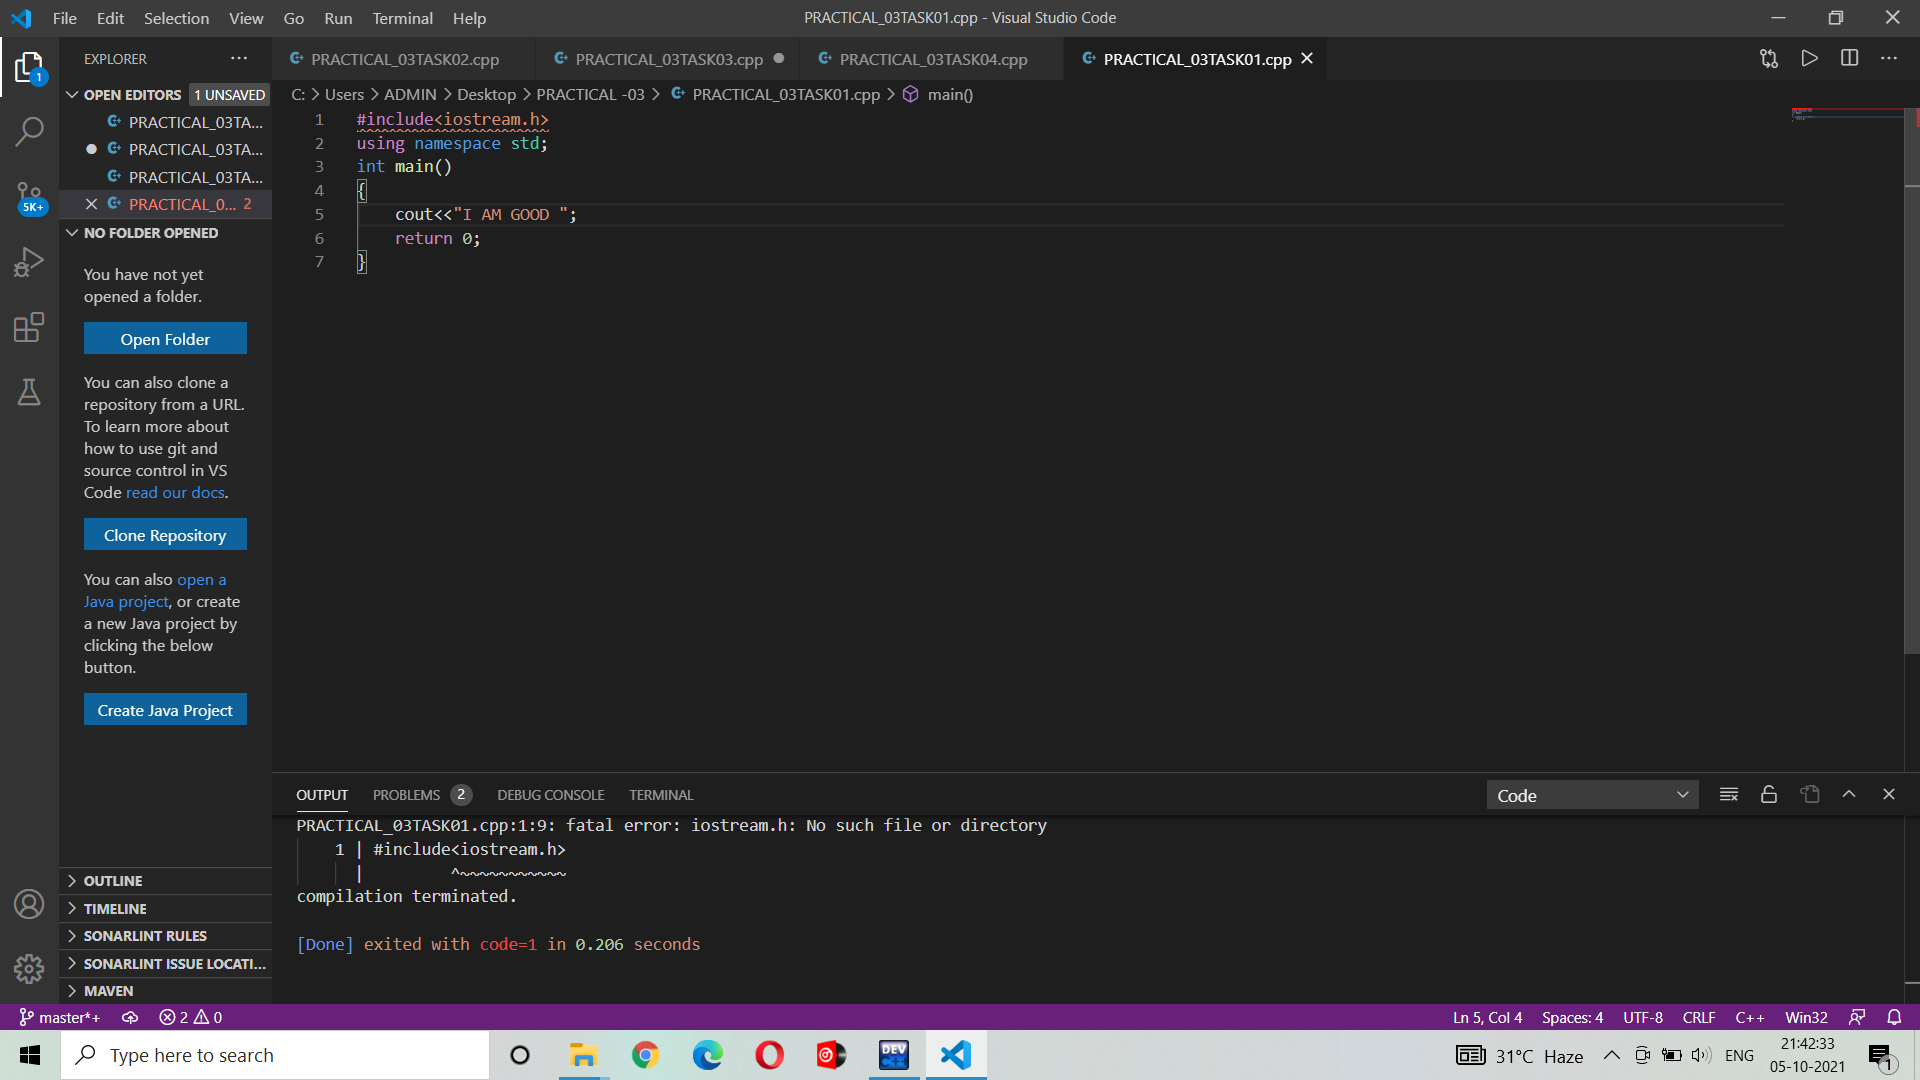 File Edit Selection View Go Run Terminal Help
PRACTICAL_03TASK01.cpp - Visual Studio Code
EXPLORER
PRACTICAL_03TASK02.cpp
PRACTICAL_03TASK03.cpp
PRACTICAL_03TASK04.cpp
PRACTICAL_03TASK01.cpp
1
OPEN EDITORS 1 UNSAVED
PRACTICAL_03TA...
PRACTICAL_03TA...
PRACTICAL_03TA...
PRACTICAL_0... 2
5K+
NO FOLDER OPENED
You have not yet
opened a folder.
Open Folder
You can also clone a
repository from a URL.
To learn more about
how to use git and
source control in VS
Code read our docs.
Clone Repository
You can also open a
Java project, or create
a new Java project by
clicking the below
button.
Create Java Project
OUTLINE
TIMELINE
SONARLINT RULES
SONARLINT ISSUE LOCATI...
MAVEN
C: > Users > ADMIN > Desktop > PRACTICAL -03 > PRACTICAL_03TASK01.cpp > main()
1 #include<iostream.h>
2 using namespace std;
3 int main()
4 {
5 cout<<"I AM GOOD ";
6 return 0;
7 }
OUTPUT PROBLEMS 2 DEBUG CONSOLE TERMINAL
Code
PRACTICAL_03TASK01.cpp:1:9: fatal error: iostream.h: No such file or directory
1 | #include<iostream.h>
| ^~~~~~~~~~~~
compilation terminated.
[Done] exited with code=1 in 0.206 seconds
master*+ 2 0
Ln 5, Col 4 Spaces: 4 UTF-8 CRLF C++ Win32
Type here to search
DEV
C++
31°C Haze
ENG
21:42:33
05-10-2021
1